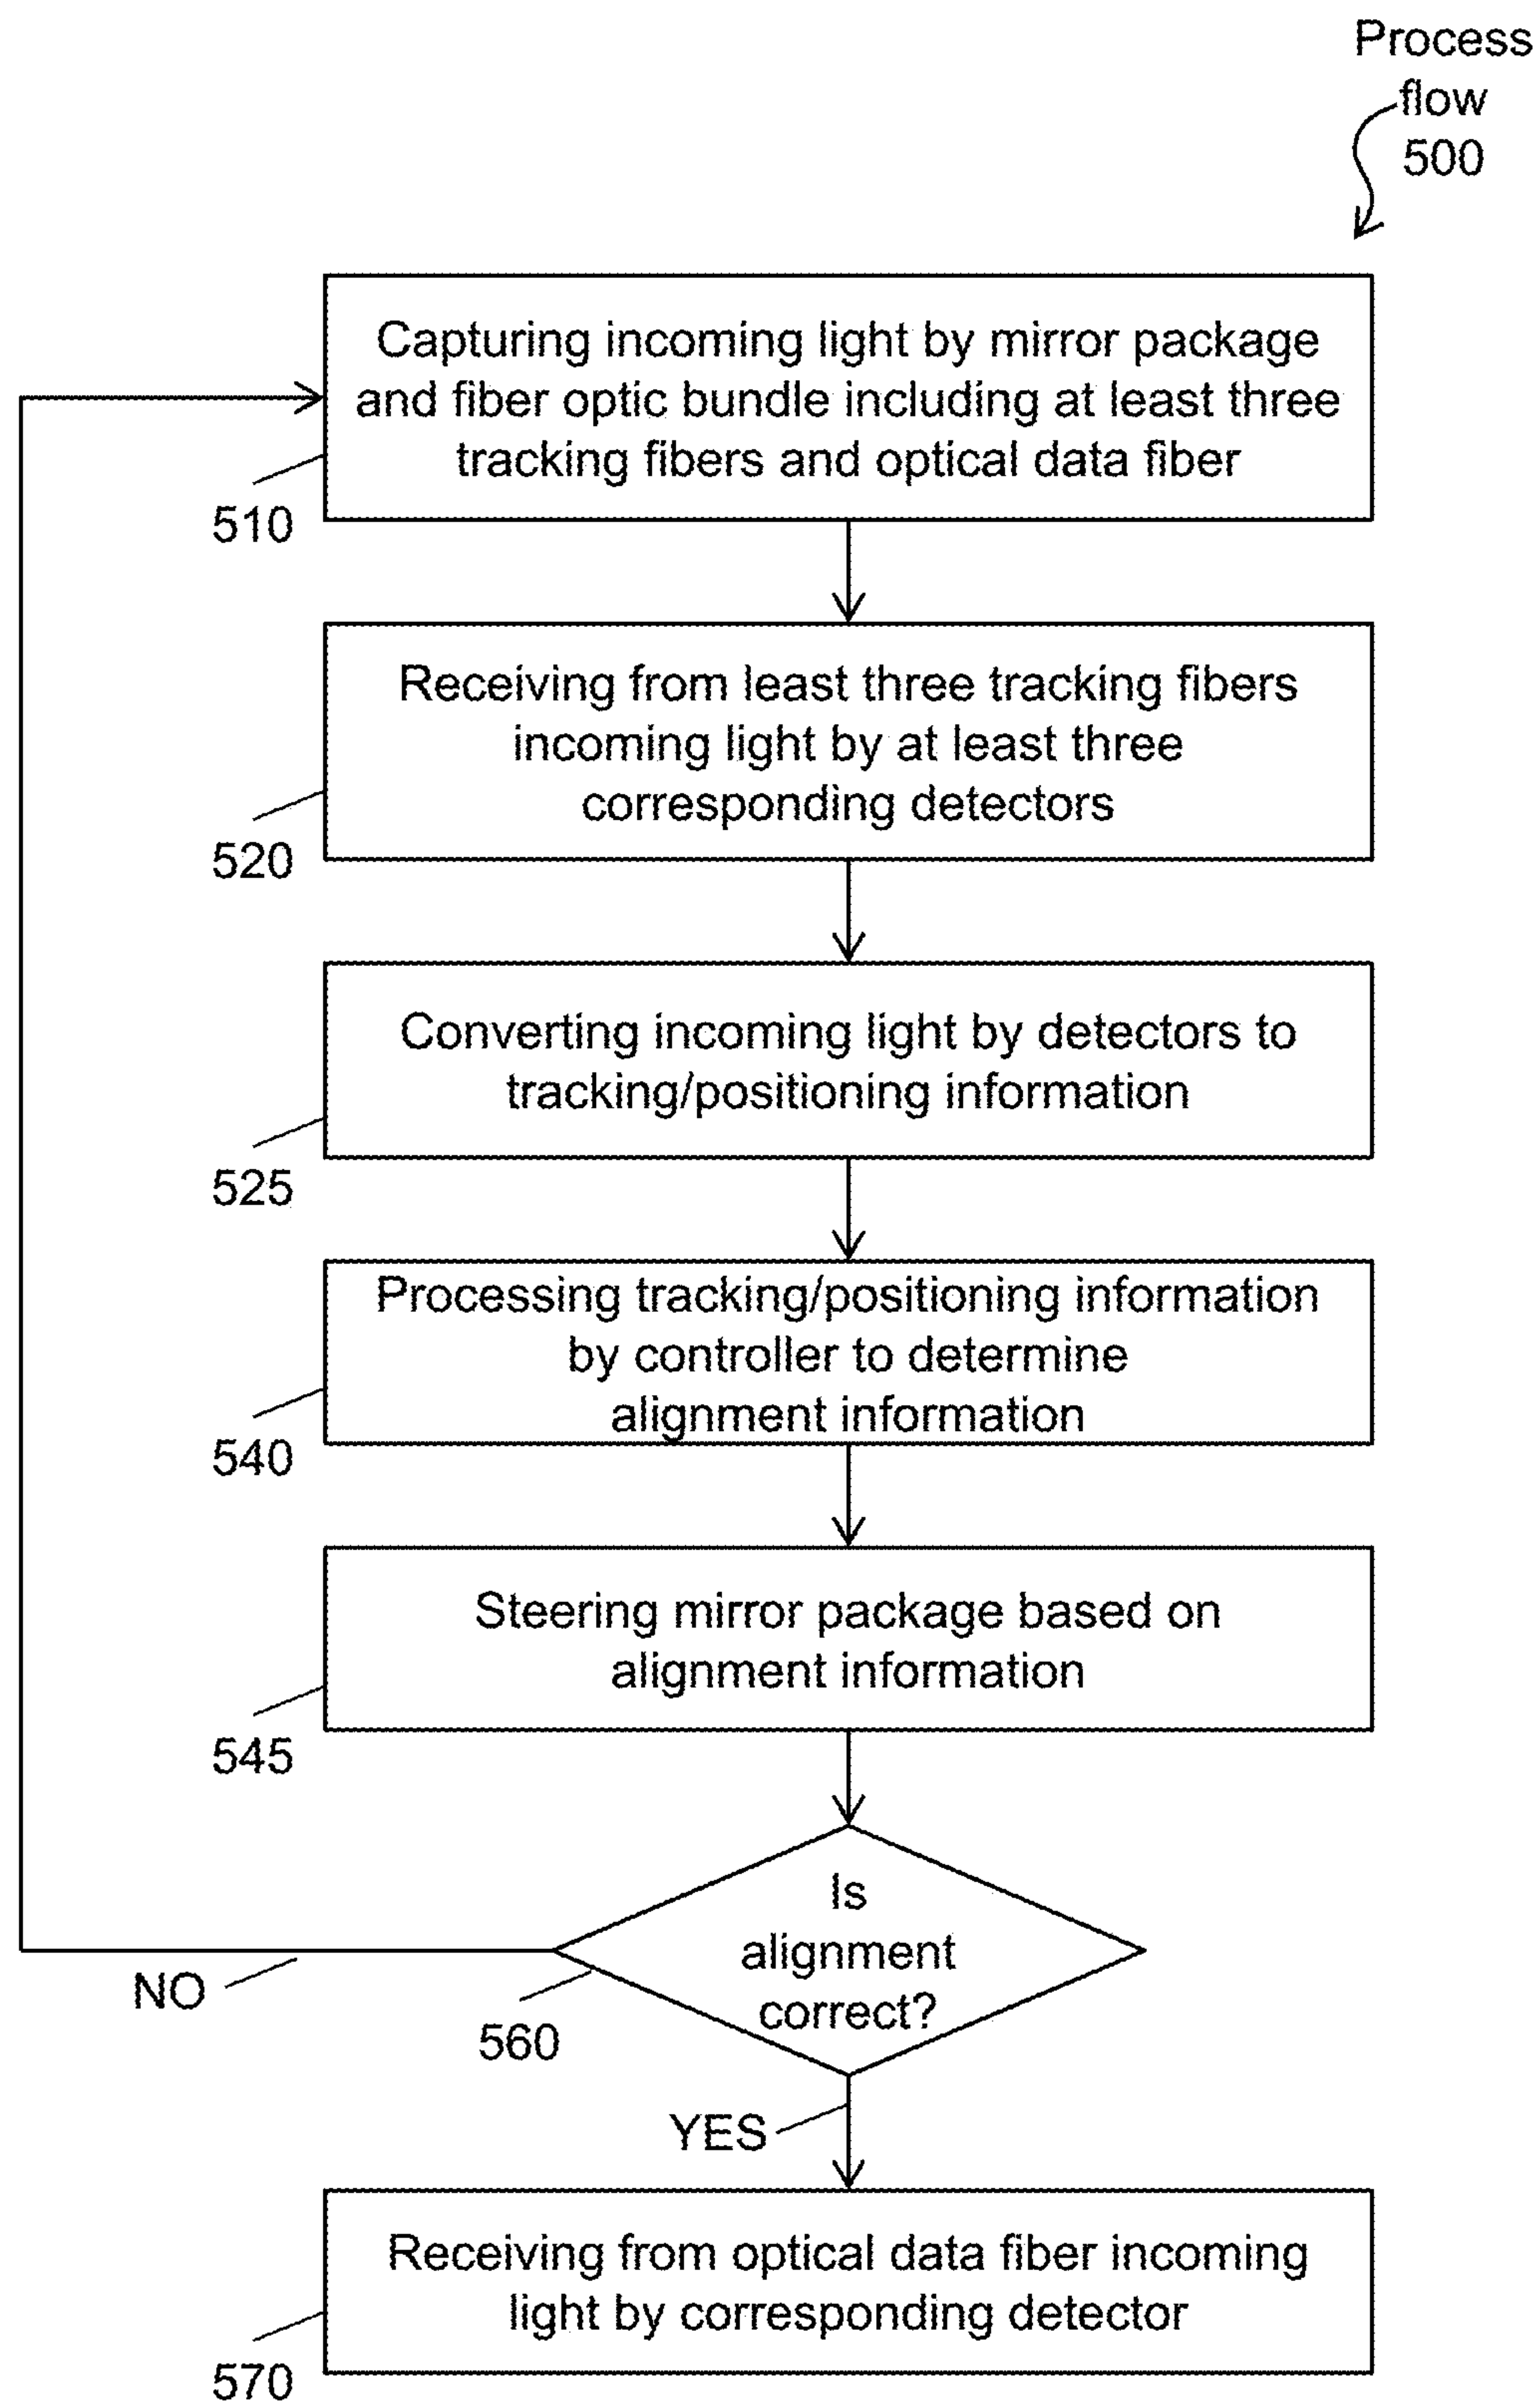 Process
flow
500
Capturing incoming light by mirror package
and fiber optic bundle including at least three
tracking fibers and optical data fiber
510
Receiving from least three tracking fibers
incoming light by at least three
corresponding detectors
520
Converting incoming light by detectors to
tracking/positioning information
525
Processing tracking/positioning information
by controller to determine
alignment information
540
Steering mirror package based on
alignment information
545
Is
alignment
correct?
NO
560
YES
Receiving from optical data fiber incoming
light by corresponding detector
570